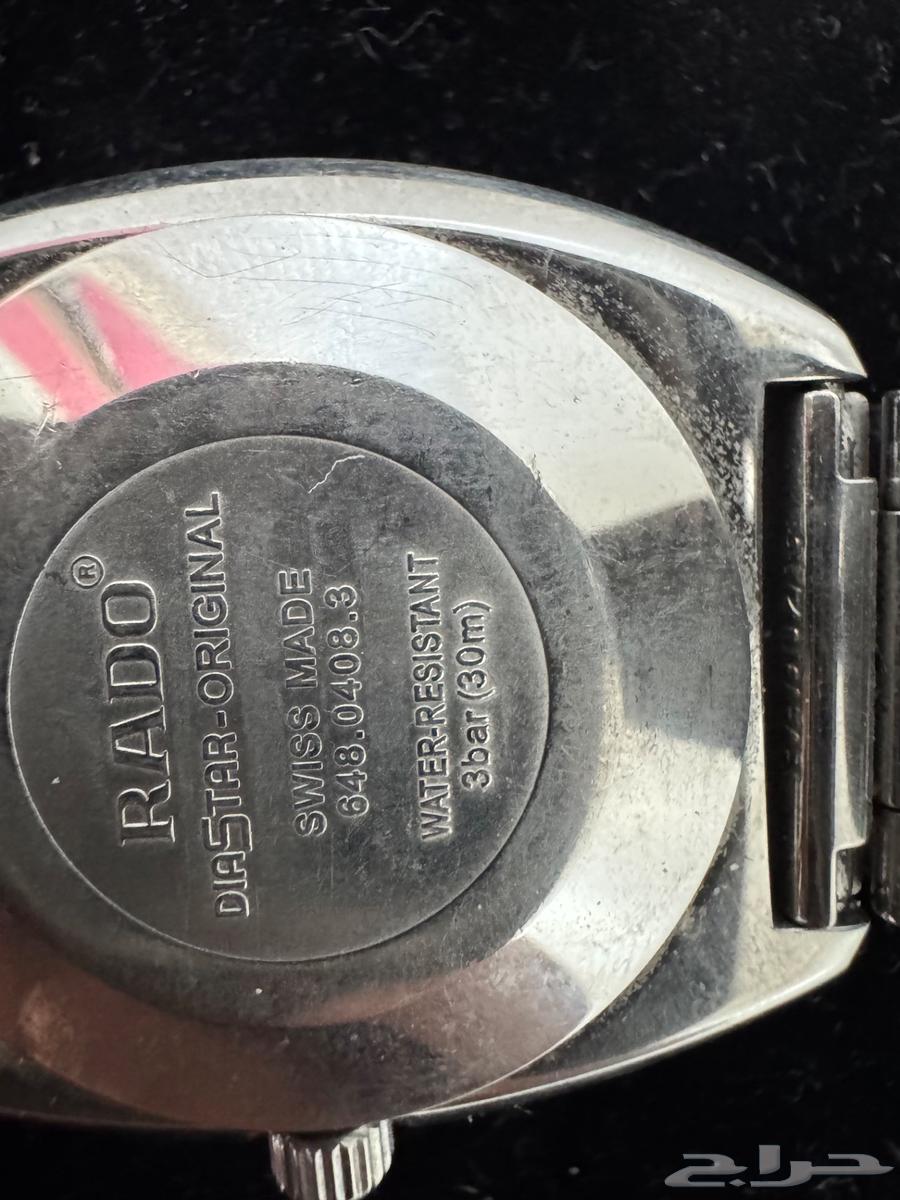 RADO®
DIASTAR-ORIGINAL
SWISS MADE
648.0408.3
WATER-RESISTANT
3bar (30m)
حراج